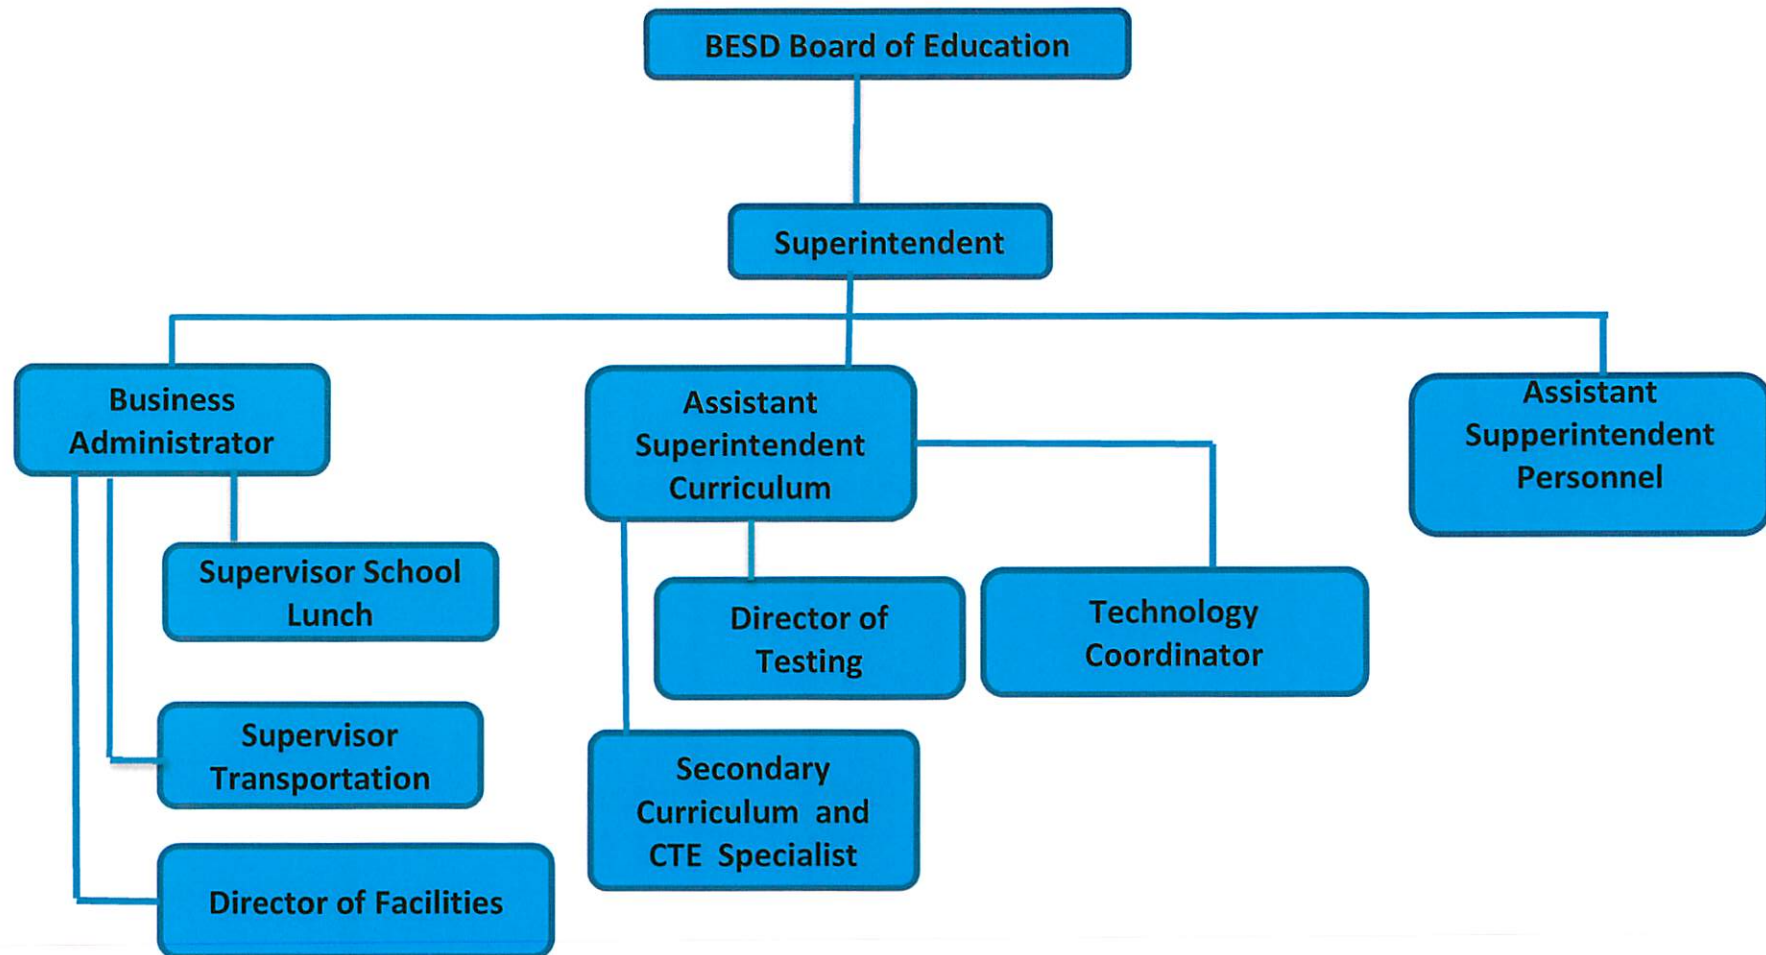 BESD Board of Education
Superintendent
Business
Administrator
Assistant
Superintendent
Curriculum
Assistant
Supperintendent
Personnel
Supervisor School
Lunch
Director of
Testing
Technology
Coordinator
Supervisor
Transportation
Secondary
Curriculum and
CTE Specialist
Director of Facilities